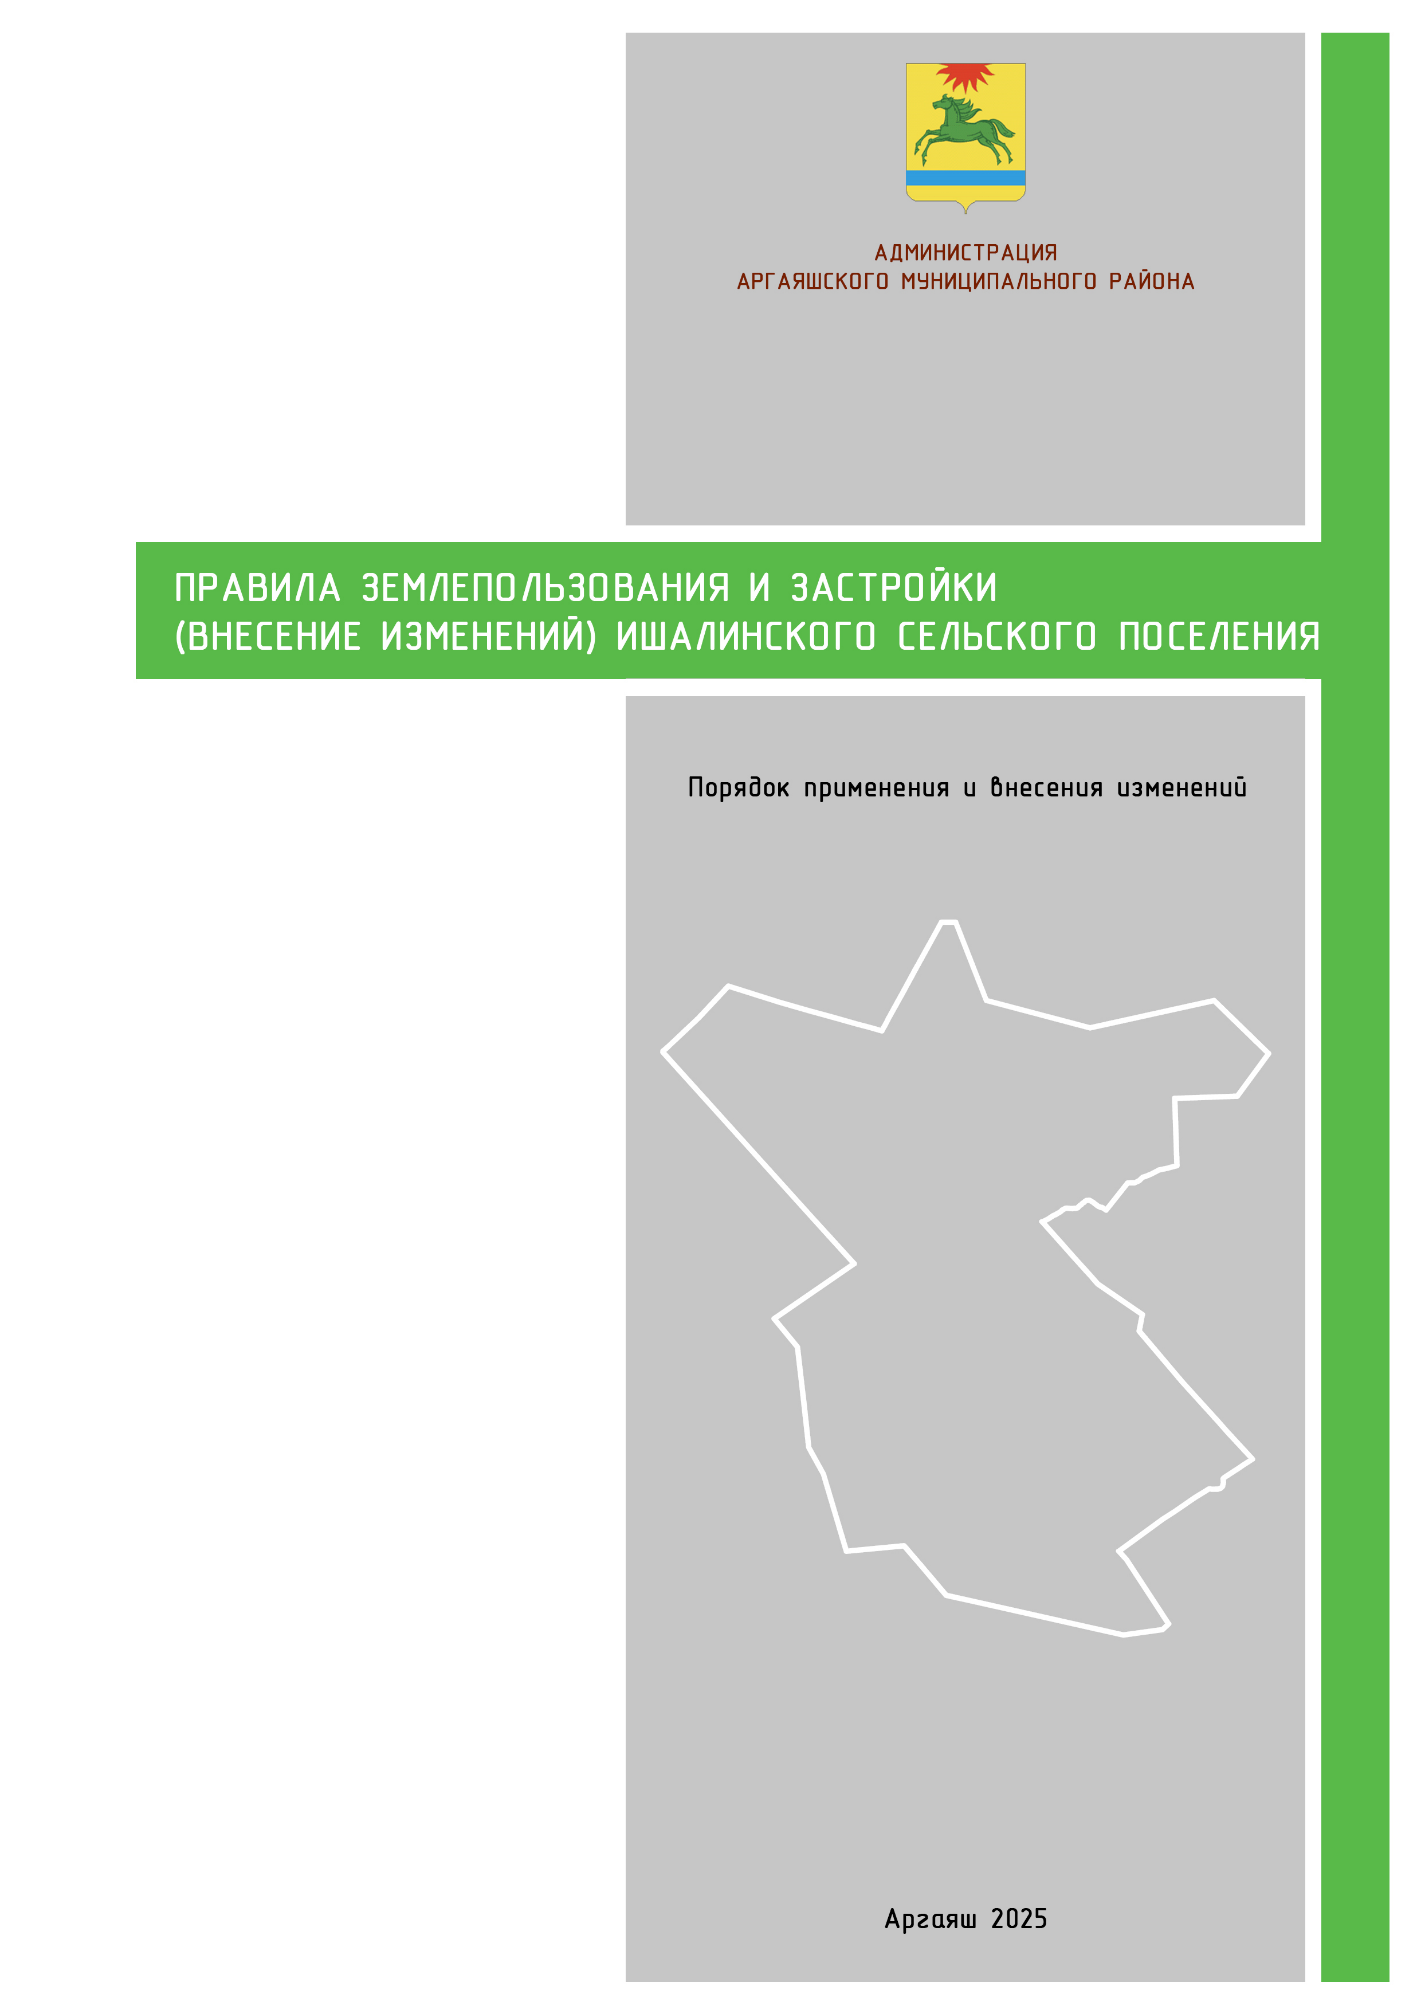 АДМИНИСТРАЦИЯ
АРГАЯШСКОГО МУНИЦИПАЛЬНОГО РАЙОНА
ПРАВИЛА ЗЕМЛЕПОЛЬЗОВАНИЯ И ЗАСТРОЙКИ
(ВНЕСЕНИЕ ИЗМЕНЕНИЙ) ИШАЛИНСКОГО СЕЛЬСКОГО ПОСЕЛЕНИЯ
Порядок применения и внесения изменений
Аргаяш 2025